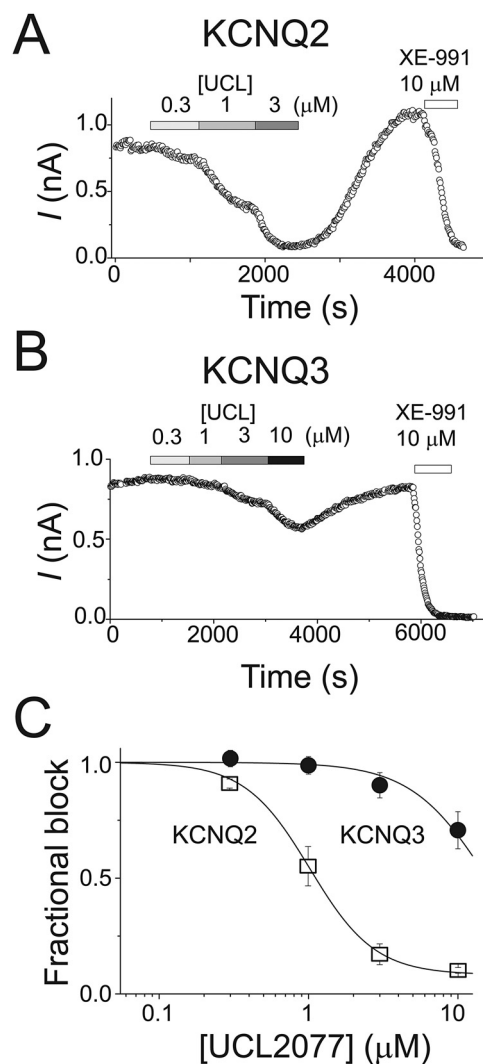 A
KCNQ2
XE-991
[UCL] 10 μM
0.3 1 3 (μM)
1.0
0.5
0.0
I (nA)
0 2000 4000
Time (s)
B
KCNQ3
[UCL] XE-991
0.3 1 3 10 (μM) 10 μM
1.0
0.5
0.0
I (nA)
0 2000 4000 6000
Time (s)
C
1.0
KCNQ2 KCNQ3
0.5
0.0
Fractional block
0.1 1 10
[UCL2077] (μM)